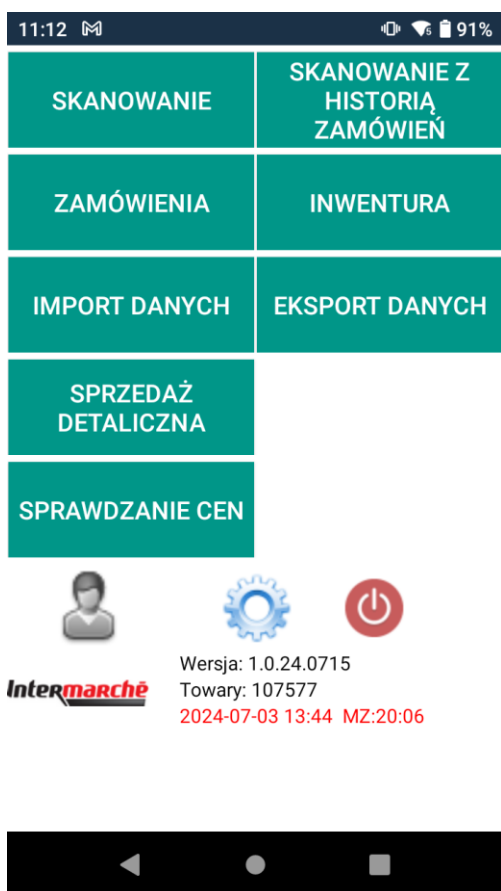 11:12 91%
SKANOWANIE
SKANOWANIE Z
HISTORIĄ
ZAMÓWIEŃ
ZAMÓWIENIA
INWENTURA
IMPORT DANYCH
EKSPORT DANYCH
SPRZEDAŻ
DETALICZNA
SPRAWDZANIE CEN
Intermarchē
Wersja: 1.0.24.0715
Towary: 107577
2024-07-03 13:44 MZ:20:06